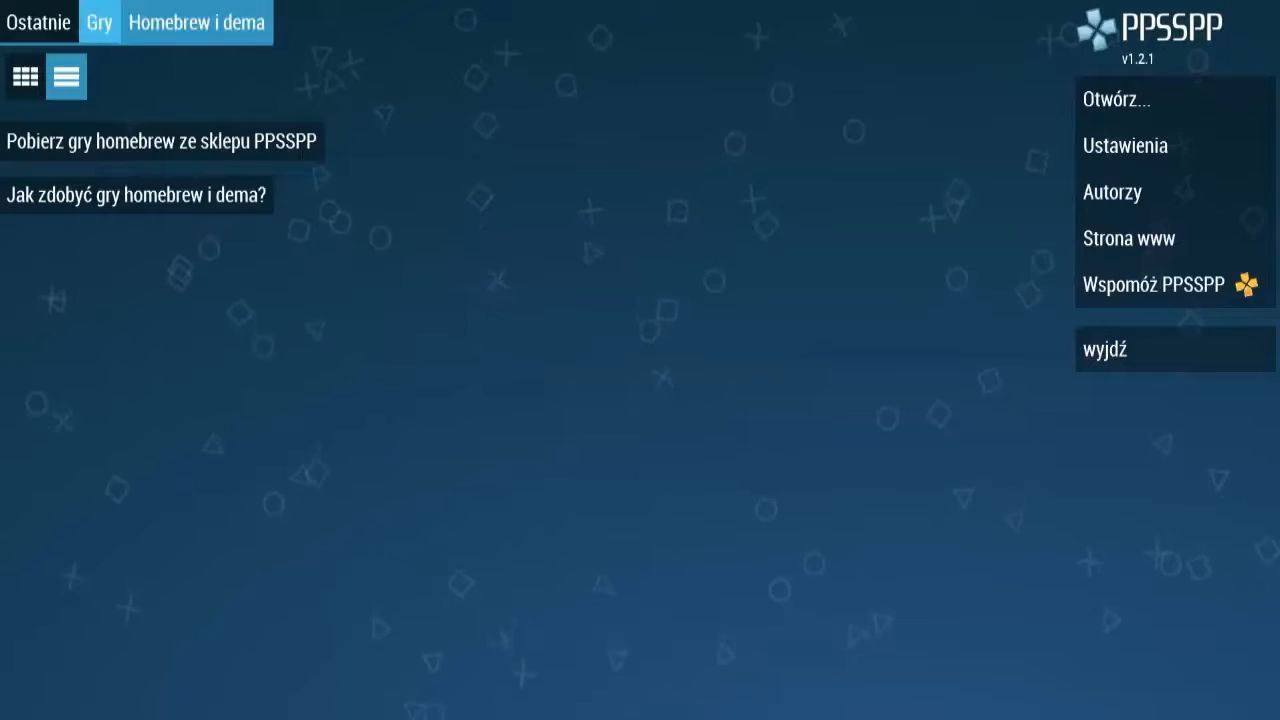 Ostatnie Gry Homebrew i dema
Pobierz gry homebrew ze sklepu PPSSPP
Jak zdobyć gry homebrew i dema?
PPSSPP
v1.2.1
Otwórz...
Ustawienia
Autorzy
Strona www
Wspomóż PPSSPP
wyjdź